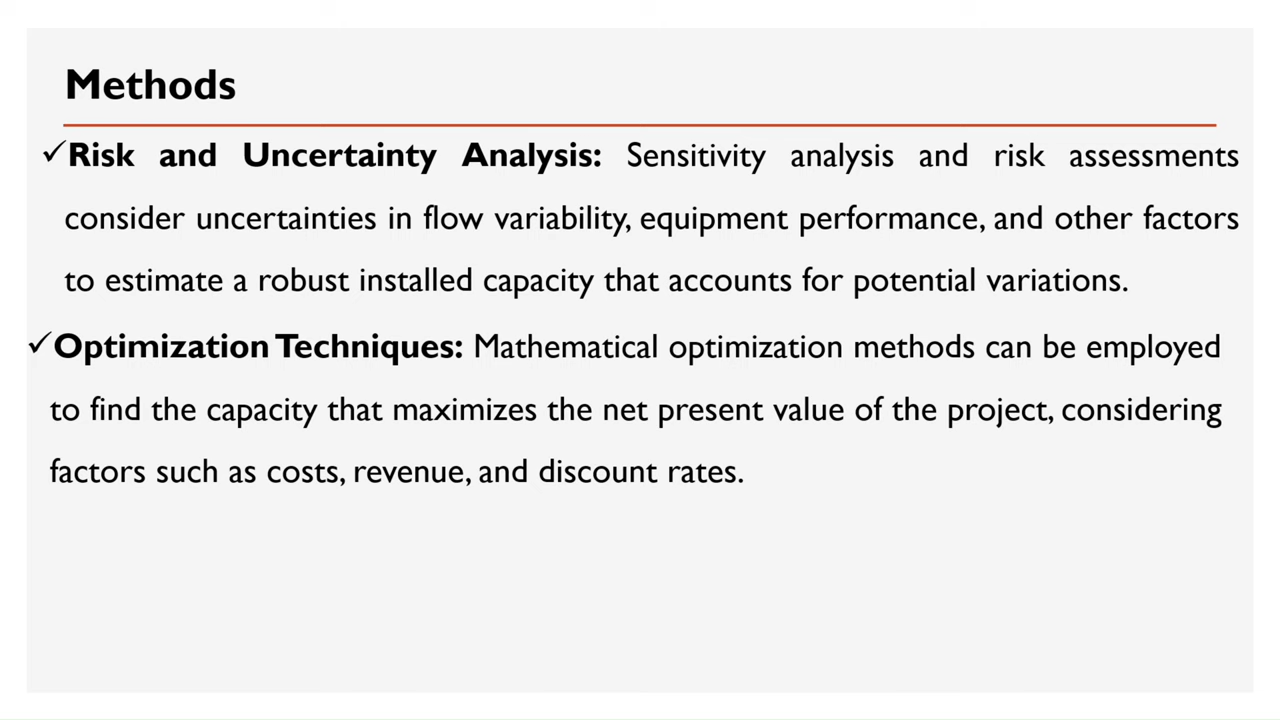 Methods
✓Risk and Uncertainty Analysis: Sensitivity analysis and risk assessments
consider uncertainties in flow variability, equipment performance, and other factors
to estimate a robust installed capacity that accounts for potential variations.
✓Optimization Techniques: Mathematical optimization methods can be employed
to find the capacity that maximizes the net present value of the project, considering
factors such as costs, revenue, and discount rates.